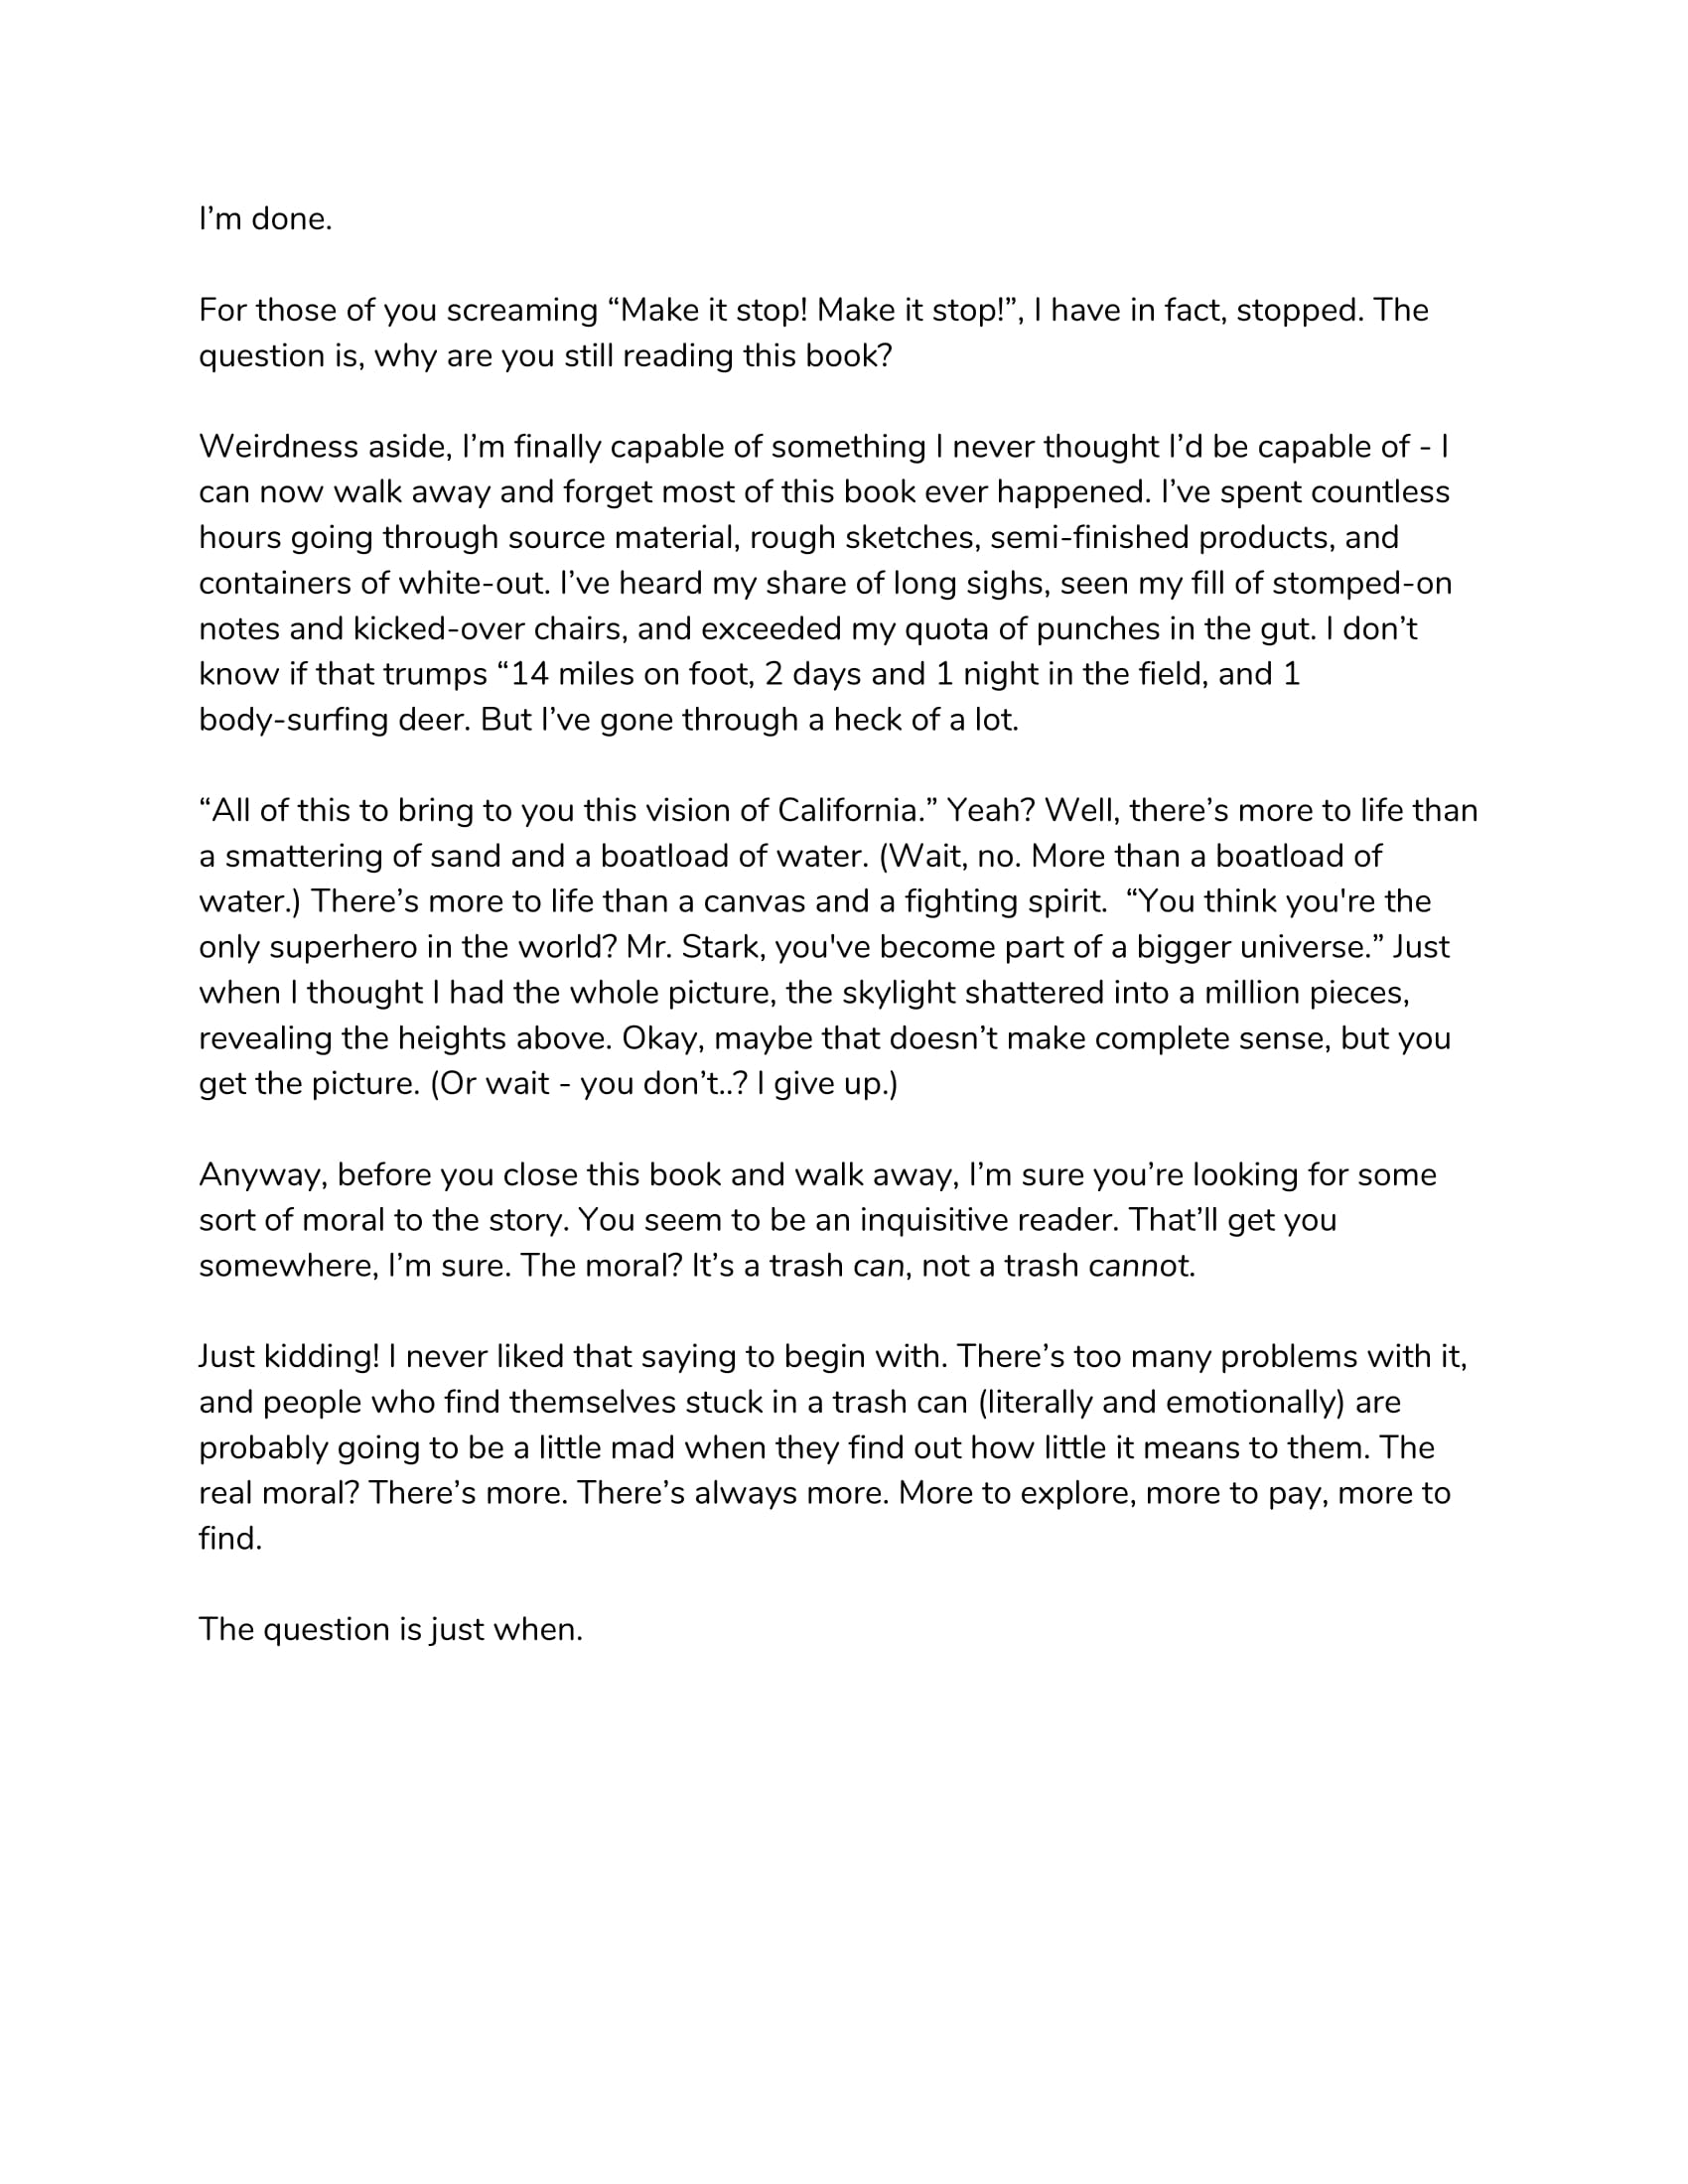 I’m done.
For those of you screaming “Make it stop! Make it stop!”, I have in fact, stopped. The
question is, why are you still reading this book?
Weirdness aside, I’m finally capable of something I never thought I’d be capable of - I
can now walk away and forget most of this book ever happened. I’ve spent countless
hours going through source material, rough sketches, semi-finished products, and
containers of white-out. I’ve heard my share of long sighs, seen my fill of stomped-on
notes and kicked-over chairs, and exceeded my quota of punches in the gut. I don’t
know if that trumps “14 miles on foot, 2 days and 1 night in the field, and 1
body-surfing deer. But I’ve gone through a heck of a lot.
“All of this to bring to you this vision of California.” Yeah? Well, there’s more to life than
a smattering of sand and a boatload of water. (Wait, no. More than a boatload of
water.) There’s more to life than a canvas and a fighting spirit.  “You think you're the
only superhero in the world? Mr. Stark, you've become part of a bigger universe.” Just
when I thought I had the whole picture, the skylight shattered into a million pieces,
revealing the heights above. Okay, maybe that doesn’t make complete sense, but you
get the picture. (Or wait - you don’t..? I give up.)
Anyway, before you close this book and walk away, I’m sure you’re looking for some
sort of moral to the story. You seem to be an inquisitive reader. That’ll get you
somewhere, I’m sure. The moral? It’s a trash can, not a trash cannot.
Just kidding! I never liked that saying to begin with. There’s too many problems with it,
and people who find themselves stuck in a trash can (literally and emotionally) are
probably going to be a little mad when they find out how little it means to them. The
real moral? There’s more. There’s always more. More to explore, more to pay, more to
find.
The question is just when.